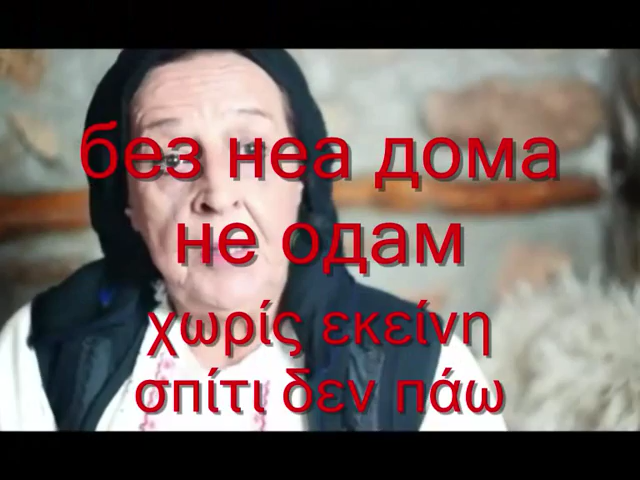 без неа дома
не одам
χωρίς εκείνη
σπίτι δεν πάω